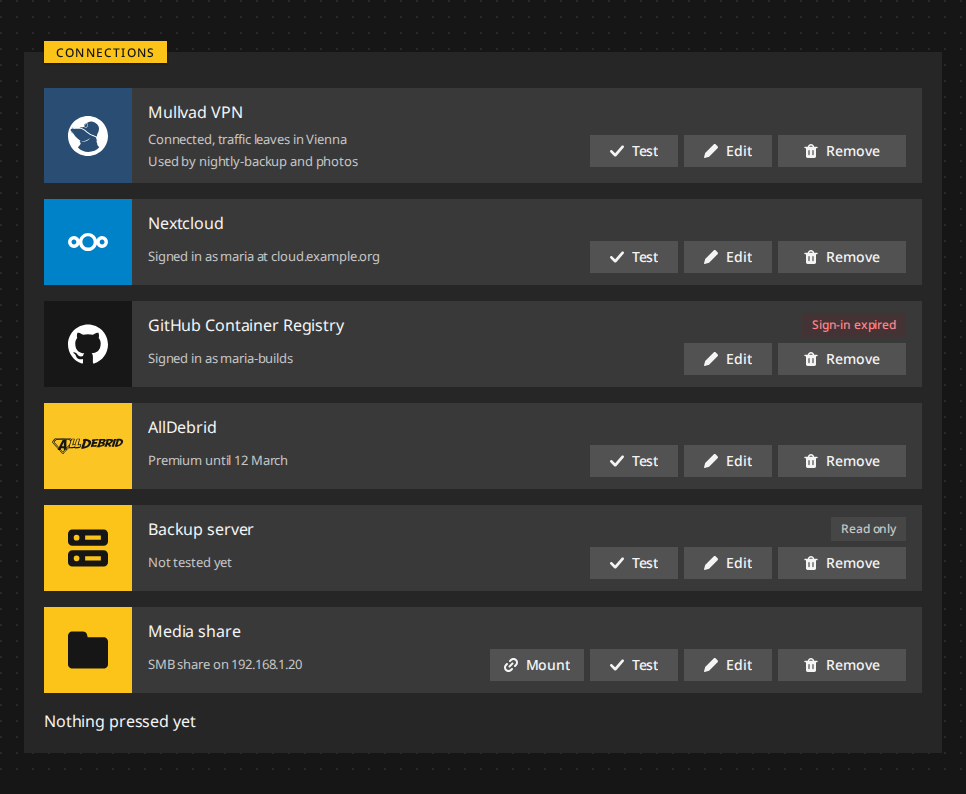 CONNECTIONS
Mullvad VPN
Connected, traffic leaves in Vienna
Used by nightly-backup and photos
Test Edit Remove
Nextcloud
Signed in as maria at cloud.example.org
Test Edit Remove
GitHub Container Registry
Sign-in expired
Signed in as maria-builds
Edit Remove
ALLDEBRID
AllDebrid
Premium until 12 March
Test Edit Remove
Backup server
Read only
Not tested yet
Test Edit Remove
Media share
SMB share on 192.168.1.20
Mount Test Edit Remove
Nothing pressed yet